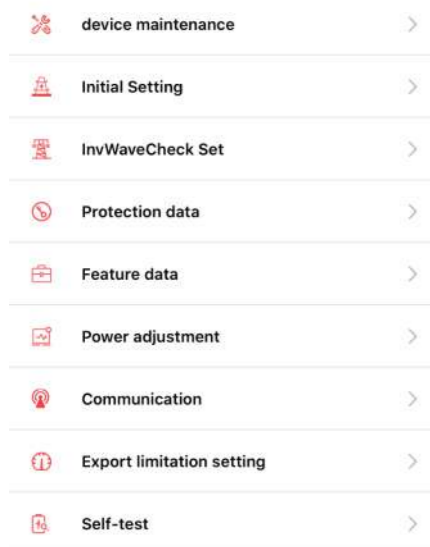 device maintenance
Initial Setting
InvWaveCheck Set
Protection data
Feature data
Power adjustment
Communication
Export limitation setting
Self-test